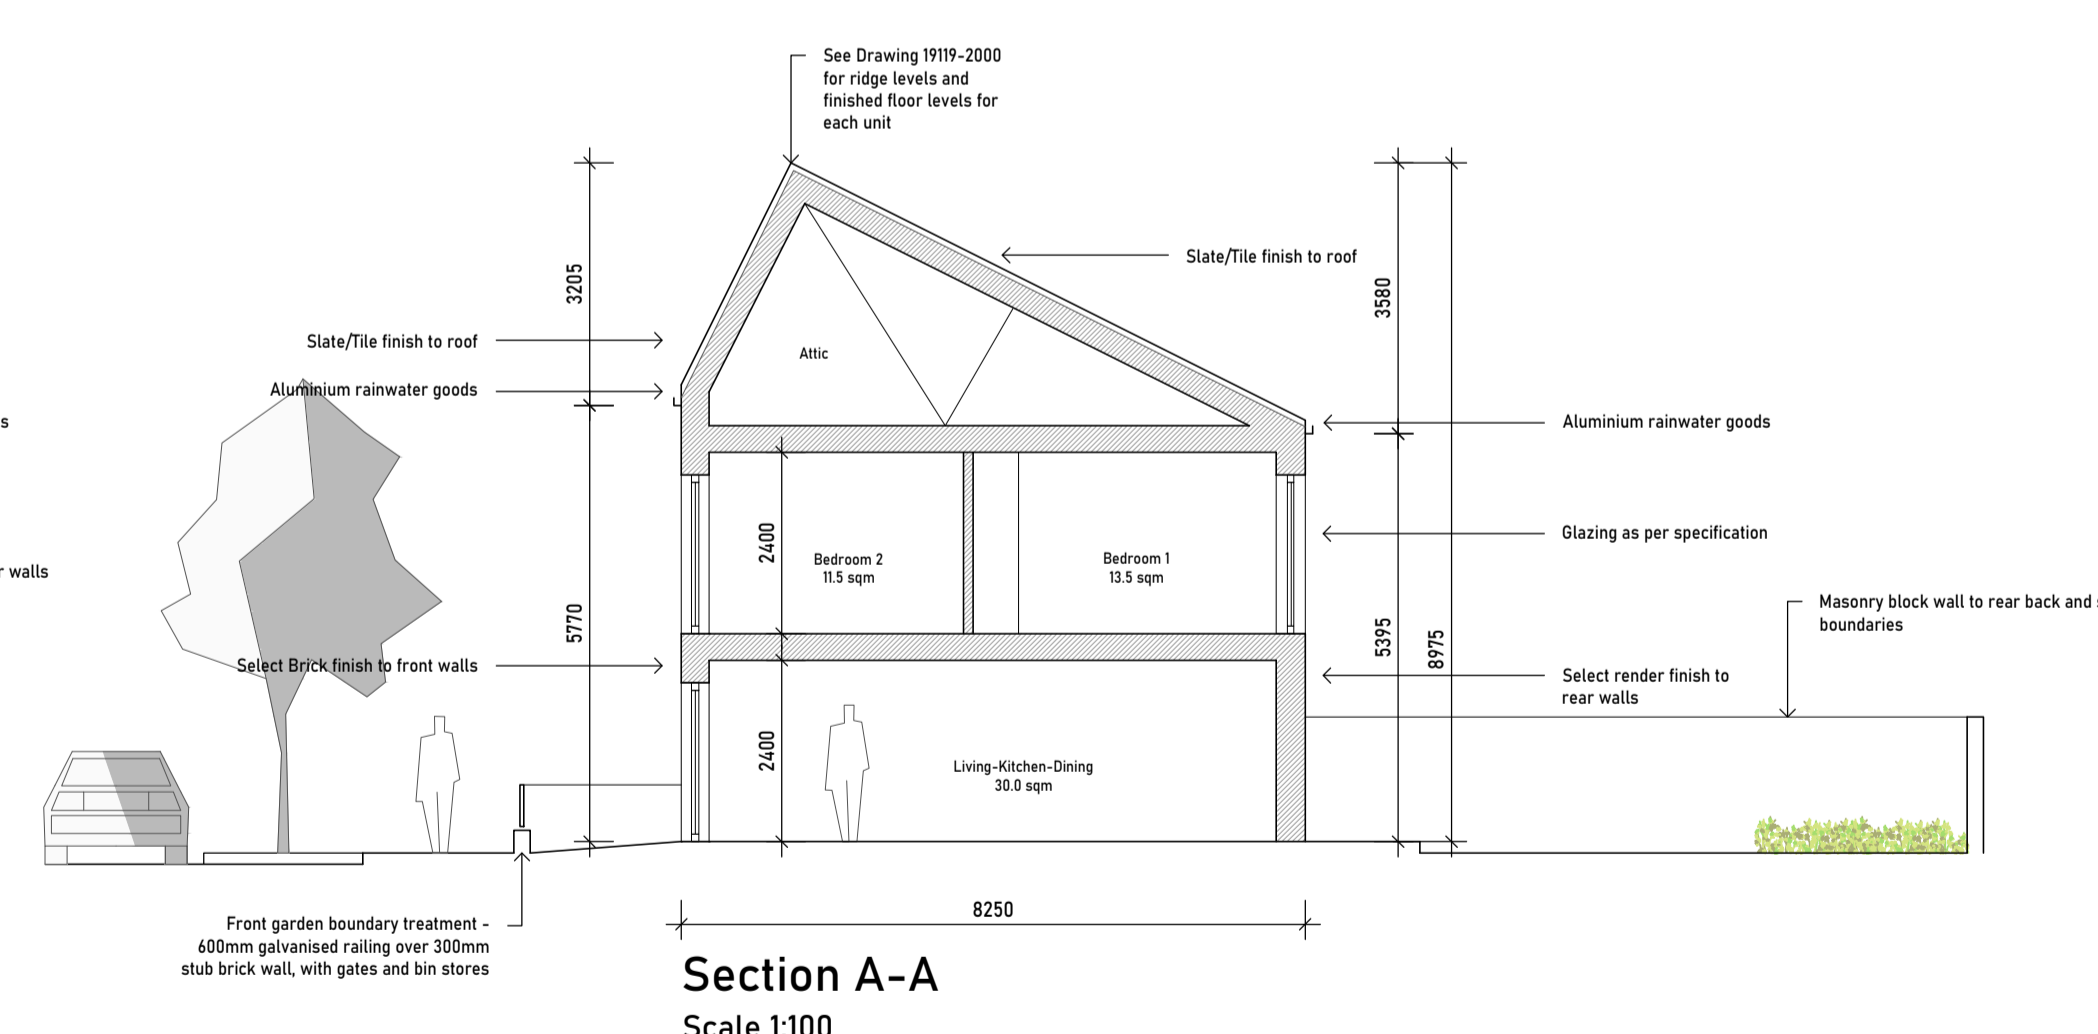 See Drawing 19119-2000
for ridge levels and
finished floor levels for
each unit
3205
3580
Slate/Tile finish to roof
Slate/Tile finish to roof
Attic
Aluminium rainwater goods
Aluminium rainwater goods
s
Glazing as per specification
2400
Bedroom 2
11.5 sqm
Bedroom 1
13.5 sqm
r walls
Masonry block wall to rear back and
boundaries
5770
5395
8975
Select Brick finish to front walls
Select render finish to
rear walls
2400
Living-Kitchen-Dining
30.0 sqm
8250
Front garden boundary treatment -
600mm galvanised railing over 300mm
stub brick wall, with gates and bin stores
Section A-A
Scale 1:100